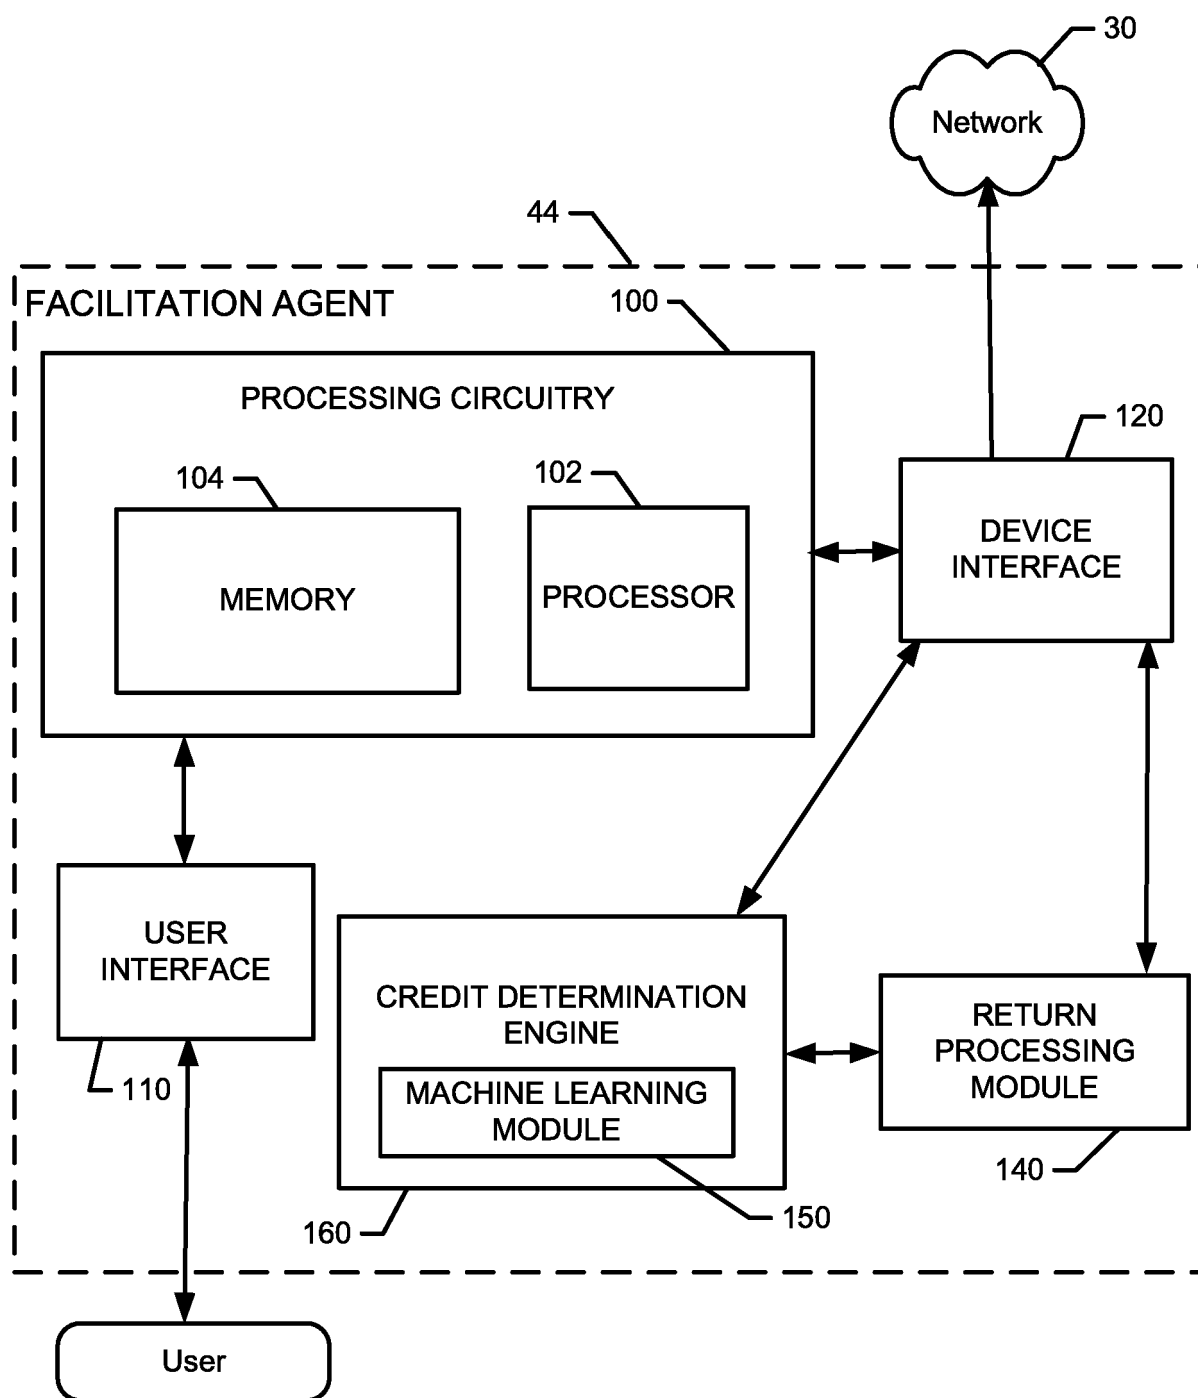 30
Network
44
FACILITATION AGENT
100
PROCESSING CIRCUITRY
120
104
102
MEMORY
PROCESSOR
DEVICE
INTERFACE
USER
INTERFACE
110
CREDIT DETERMINATION
ENGINE
MACHINE LEARNING
MODULE
RETURN
PROCESSING
MODULE
140
160
150
User